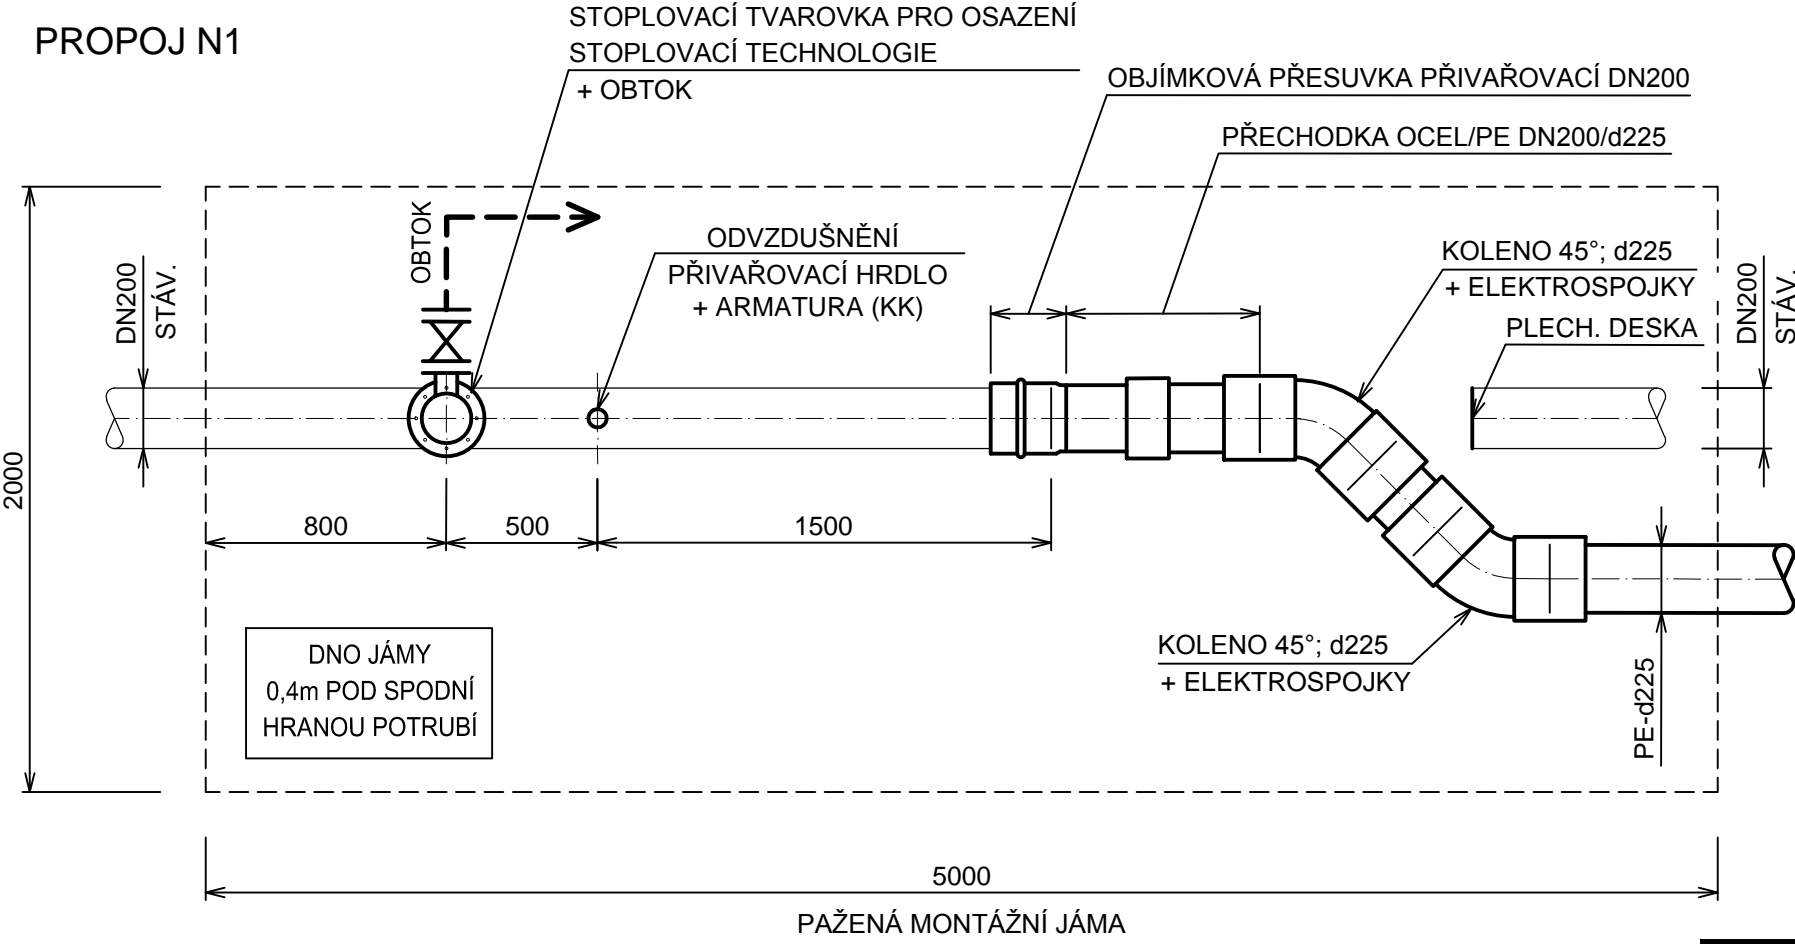 PROPOJ N1
STOPLOVACÍ TVAROVKA PRO OSAZENÍ
STOPLOVACÍ TECHNOLOGIE
+ OBTOK
OBJÍMKOVÁ PŘESUVKA PŘIVAŘOVACÍ DN200
PŘECHODKA OCEL/PE DN200/d225
OBTOK
ODVZDUŠNĚNÍ
PŘIVAŘOVACÍ HRDLO
+ ARMATURA (KK)
KOLENO 45°; d225
+ ELEKTROSPOJKY
PLECH. DESKA
DN200
STÁV.
DN200
STÁV.
2000
800
500
1500
DNO JÁMY
0,4m POD SPODNÍ
HRANOU POTRUBÍ
KOLENO 45°; d225
+ ELEKTROSPOJKY
PE-d225
5000
PAŽENÁ MONTÁŽNÍ JÁMA